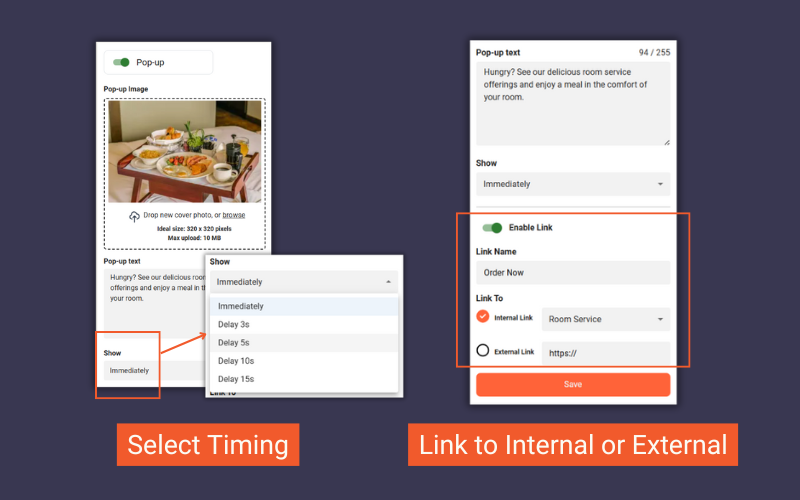 Pop-up
Pop-up Image
Drop new cover photo, or browse
Ideal size: 320 x 320 pixels
Max upload: 10 MB
Pop-up text
Hungry? See our delicious room
offerings and enjoy a meal in the
your room.
Show
Immediately
Show
Immediately
Immediately
Delay 3s
Delay 5s
Delay 10s
Delay 15s
Link To
Select Timing
Pop-up text
94 / 255
Hungry? See our delicious room service
offerings and enjoy a meal in the comfort of
your room.
Show
Immediately
Enable Link
Link Name
Order Now
Link To
Internal Link
Room Service
External Link
https://
Save
Link to Internal or External